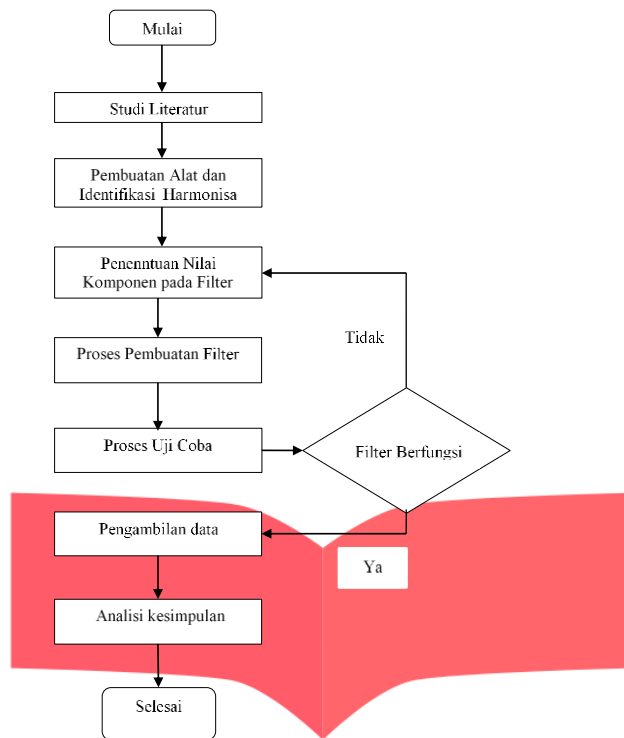 Mulai
Studi Literatur
Pembuatan Alat dan
Identifikasi Harmonisa
Penenntuan Nilai
Komponen pada Filter
Tidak
Proses Pembuatan Filter
Proses Uji Coba
Filter Berfungsi
Pengambilan data
Ya
Analisi kesimpulan
Selesai